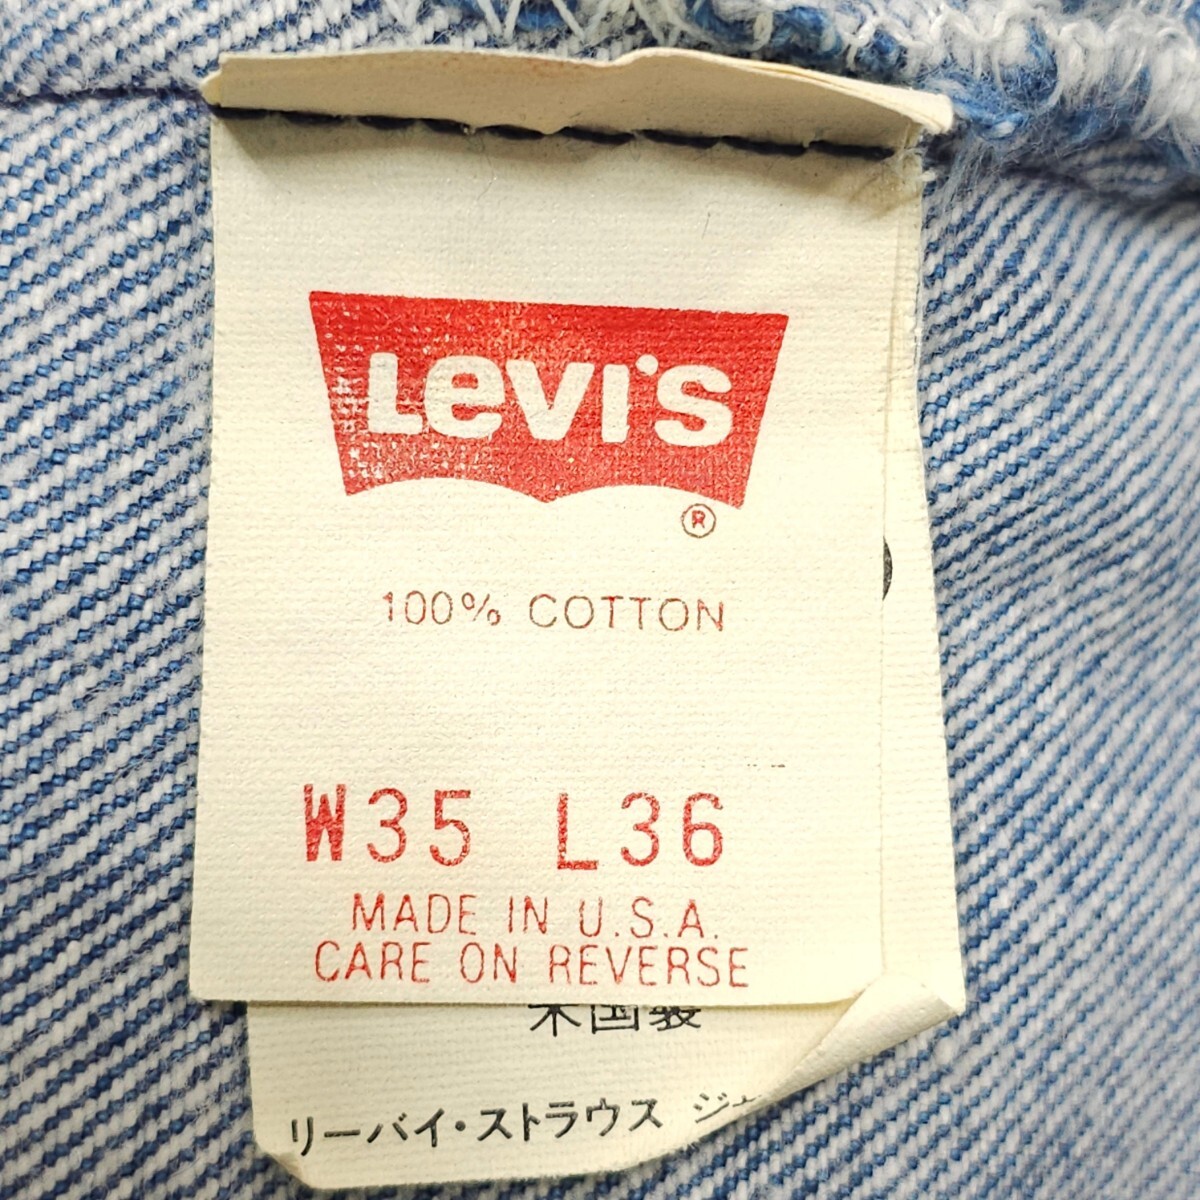 Levi's
®
100% COTTON
W35 L36
MADE IN U.S.A.
CARE ON REVERSE
米国製
リーバイ・ストラウス ジ